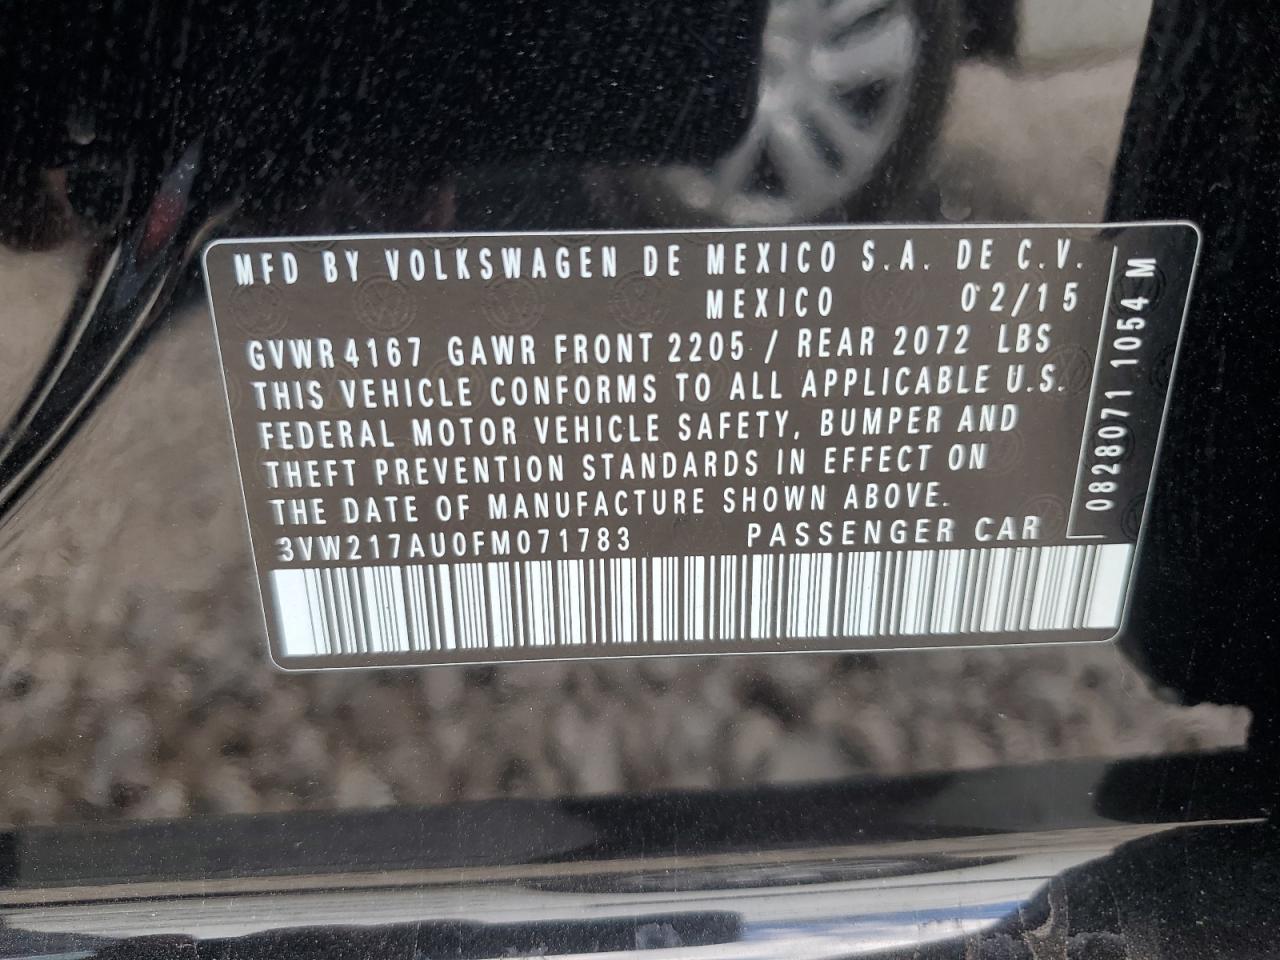 MFD BY VOLKSWAGEN DE MEXICO S.A. DE C.V.
MEXICO 02/15
GVWR 4167 GAWR FRONT 2205 / REAR 2072 LBS
THIS VEHICLE CONFORMS TO ALL APPLICABLE U.S.
FEDERAL MOTOR VEHICLE SAFETY, BUMPER AND
THEFT PREVENTION STANDARDS IN EFFECT ON
THE DATE OF MANUFACTURE SHOWN ABOVE.
3VW217AU0FM071783 PASSENGER CAR
08280711054 M